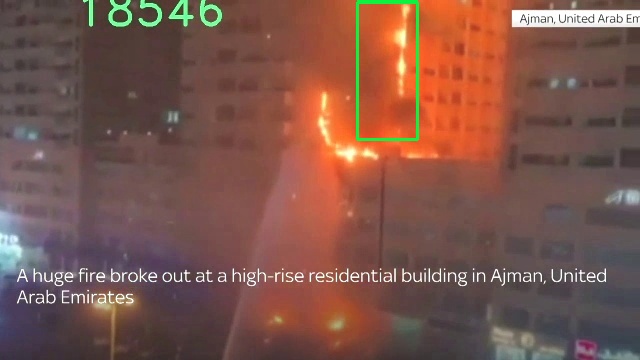 18546
Ajman, United Arab Em
A huge fire broke out at a high-rise residential building in Ajman, United
Arab Emirates